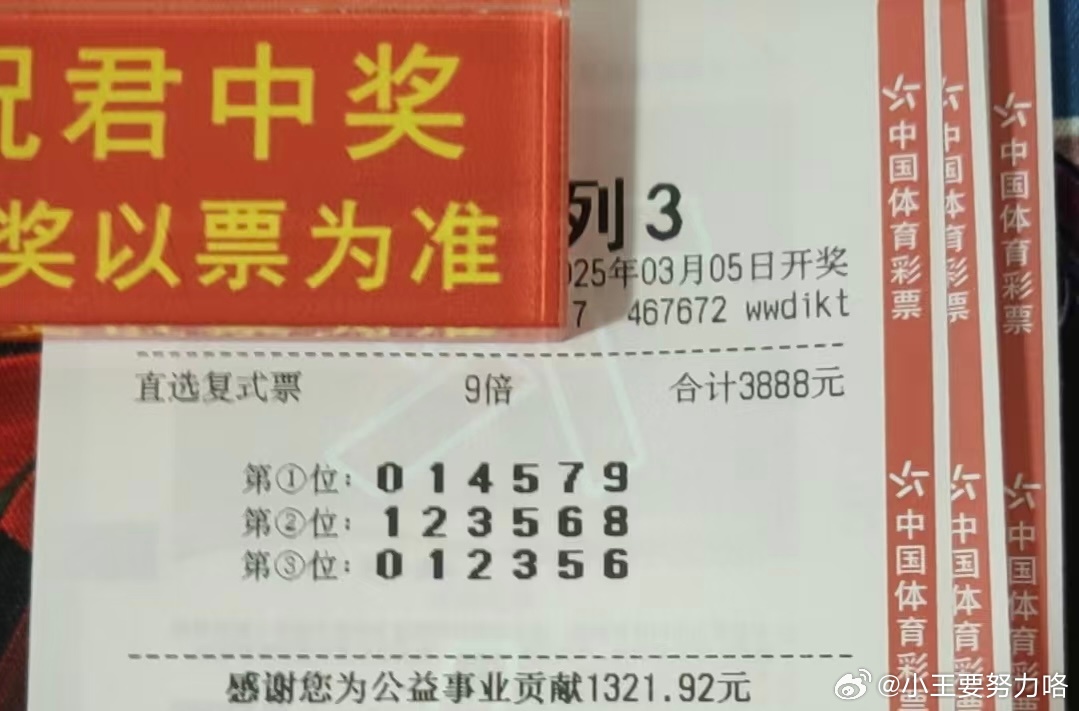 祝君中奖
奖以票为准
列3
025年03月05日开奖
7 467672 wwdikt
直选复式票 9倍 合计3888元
第①位：0 1 4 5 7 9
第②位：1 2 3 5 6 8
第③位：0 1 2 3 5 6
感谢您为公益事业贡献1321.92元
中国体育彩票
中国体育彩票
中国体育彩票
中国体育彩票
中国体育彩
中国体育彩
@小王要努力咯